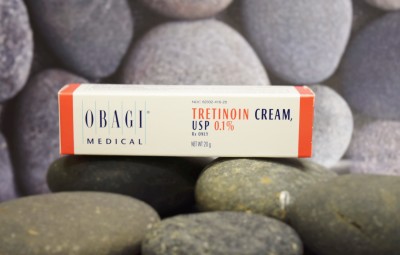 OBAGI®
MEDICAL
TRETINOIN CREAM,
USP 0.1%
Rx ONLY
NET WT. 20 g